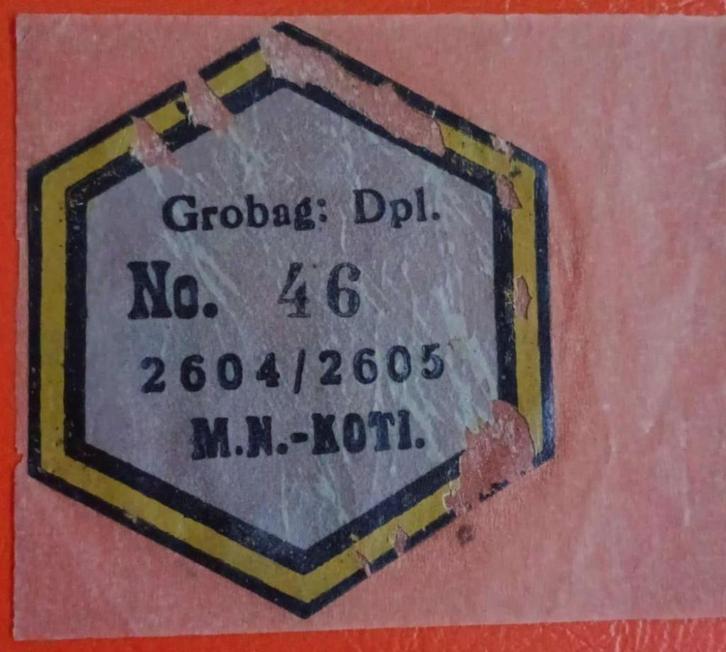 Grobag: Dpl.
No. 46
2604/2605
M.N.-KOTI.